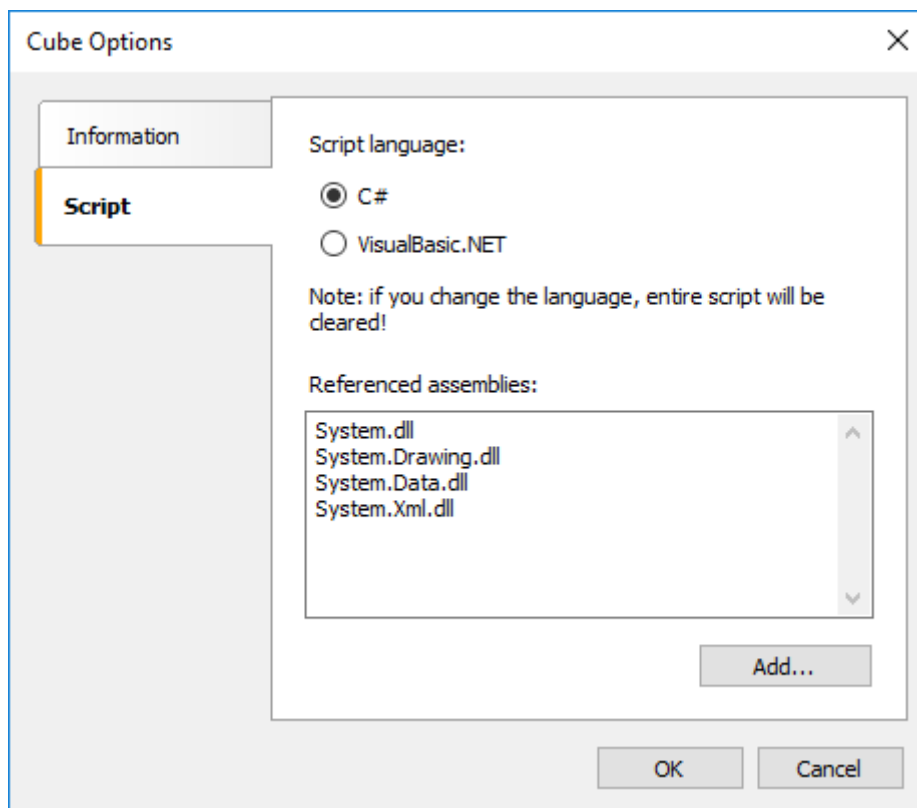 Cube Options
Information
Script
Script language:
C#
VisualBasic.NET
Note: if you change the language, entire script will be
cleared!
Referenced assemblies:
System.dll
System.Drawing.dll
System.Data.dll
System.Xml.dll
Add...
OK
Cancel